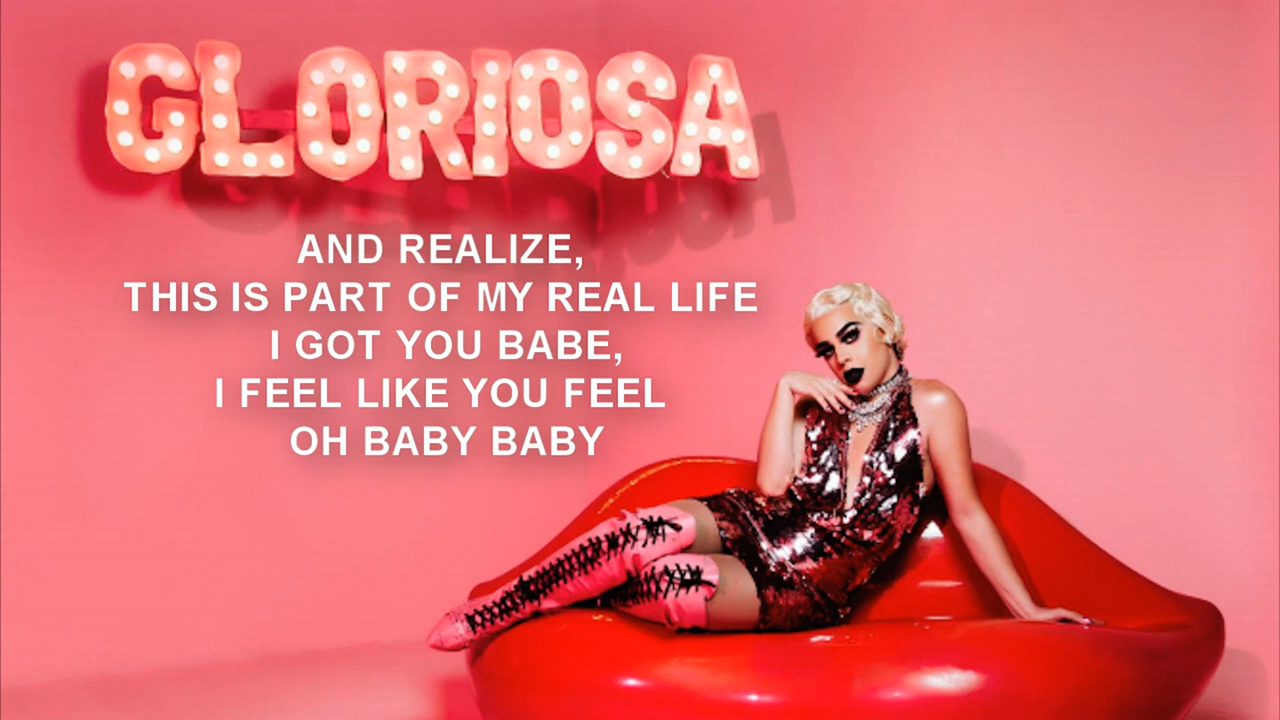 GLORIOSA
AND REALIZE,
THIS IS PART OF MY REAL LIFE
I GOT YOU BABE,
I FEEL LIKE YOU FEEL
OH BABY BABY